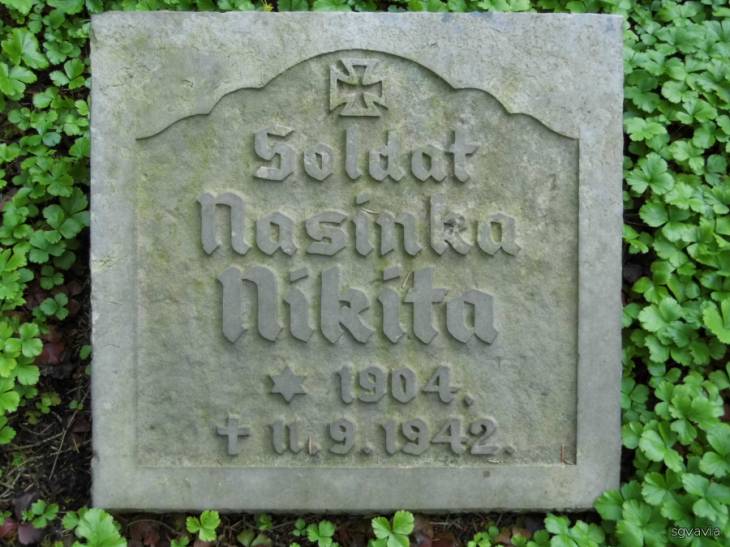 Soldat
Nasinka
Nikita
✶ 1904.
✝ 11.9.1942.
sgvavia